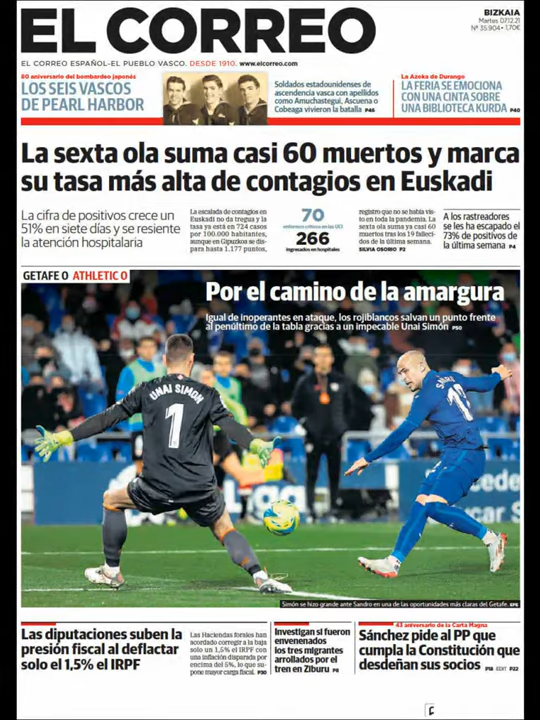 EL CORREO
BIZKAIA
Martes 07.12.21
Nº 35.904 • 1,70€
EL CORREO ESPAÑOL-EL PUEBLO VASCO. DESDE 1910. www.elcorreo.com
80 aniversario del bombardeo japonés
LOS SEIS VASCOS
DE PEARL HARBOR
Soldados estadounidenses de
ascendencia vasca con apellidos
como Amuchastegui, Ascuena o
Cobeaga vivieron la batalla P46
La Azoka de Durango
LA FERIA SE EMOCIONA
CON UNA CINTA SOBRE
UNA BIBLIOTECA KURDA P40
La sexta ola suma casi 60 muertos y marca
su tasa más alta de contagios en Euskadi
La cifra de positivos crece un
51% en siete días y se resiente
la atención hospitalaria
La escalada de contagios en
Euskadi no da tregua y la
tasa ya está en 724 casos
por 100.000 habitantes,
aunque en Gipuzkoa se dis-
para hasta 1.177 puntos,
70
enfermos críticos en las UCI
266
ingresados en hospitales
registro que no se había vis-
to en toda la pandemia. La
sexta ola suma ya casi 60
muertes tras los 19 falleci-
dos de la última semana.
SILVIA OSORIO P2
A los rastreadores
se les ha escapado el
73% de positivos de
la última semana P4
GETAFE 0 ATHLETIC 0
Por el camino de la amargura
Igual de inoperantes en ataque, los rojiblancos salvan un punto frente
al penúltimo de la tabla gracias a un impecable Unai Simón P50
UNAI SIMON
1
Liga
Simón se hizo grande ante Sandro en una de las oportunidades más claras del Getafe. EFE
Las diputaciones suben la
presión fiscal al deflactar
solo el 1,5% el IRPF
Las Haciendas forales han
acordado corregir a la baja
solo un 1,5% el IRPF con
una inflación disparada por
encima del 5%, lo que su-
pone mayor carga fiscal. P30
Investigan si fueron
envenenados
los tres migrantes
arrollados por el
tren en Ziburu P8
43 aniversario de la Carta Magna
Sánchez pide al PP que
cumpla la Constitución que
desdeñan sus socios P18 EDIT P22